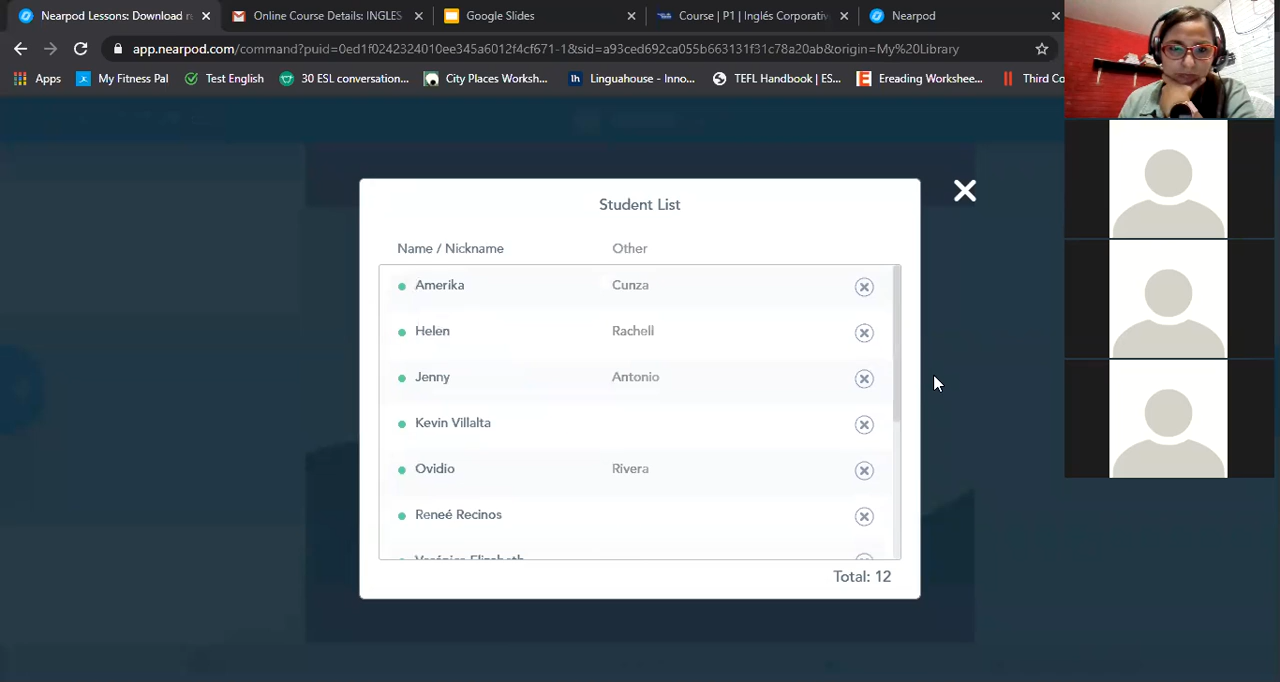 Nearpod Lessons: Download r
Online Course Details: INGLES
Google Slides
Course | P1 | Inglés Corporativ
Nearpod
app.nearpod.com/command?puid=0ed1f0242324010ee345a6012f4cf671-1&sid=a93ced692ca055b663131f31c78a20ab&origin=My%20Library
Apps
My Fitness Pal
Test English
30 ESL conversation...
City Places Worksh...
Linguahouse - Inno...
TEFL Handbook | ES...
Ereading Workshee...
Third Co
Student List
Name / Nickname Other
Amerika Cunza
Helen Rachell
Jenny Antonio
Kevin Villalta
Ovidio Rivera
Reneé Recinos
Verónica Elizabeth
Total: 12